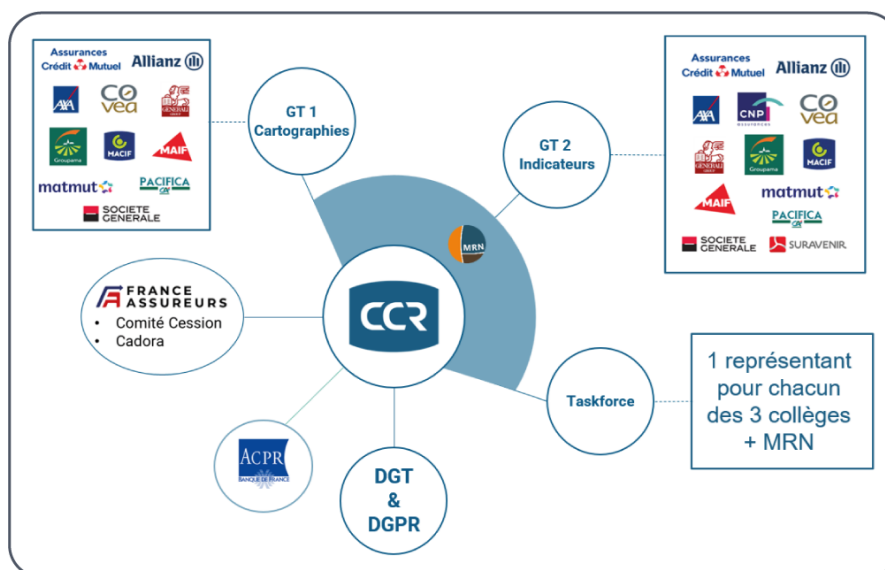 Assurances
Crédit Mutuel
Allianz
AXA
COvea
GENERALI
Groupama
MACIF
MAIF
matmut
PACIFICA
SOCIETE
GENERALE
GT 1
Cartographies
GT 2
Indicateurs
Assurances
Crédit Mutuel
Allianz
AXA
CNP
assurances
COvea
GENERALI
Groupama
MACIF
MAIF
matmut
PACIFICA
SOCIETE
GENERALE
SURAVENIR
MRN
CCR
FRANCE
ASSUREURS
• Comité Cession
• Cadora
Taskforce
1 représentant
pour chacun
des 3 collèges
+ MRN
ACPR
BANQUE DE FRANCE
DGT
&
DGPR